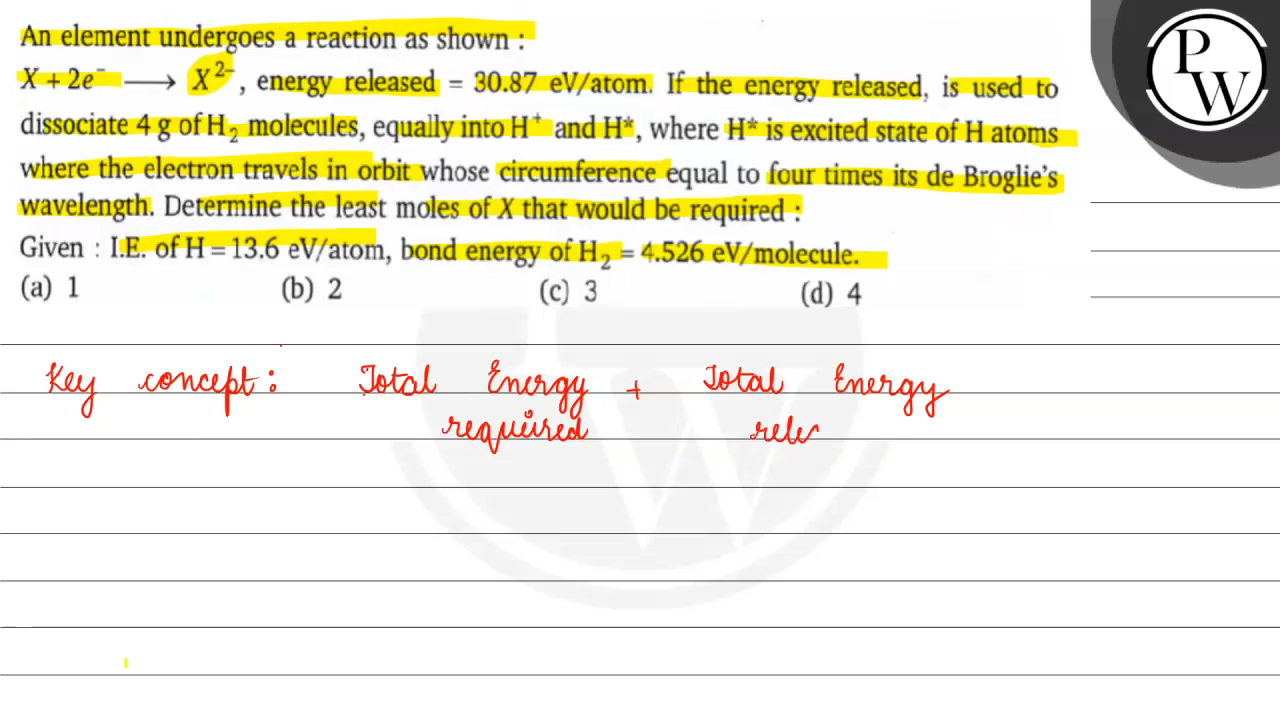 An element undergoes a reaction as shown :
X + 2e⁻ ⟶ X²⁻, energy released = 30.87 eV/atom. If the energy released, is used to
dissociate 4 g of H₂ molecules, equally into H⁺ and H*, where H* is excited state of H atoms
where the electron travels in orbit whose circumference equal to four times its de Broglie's
wavelength. Determine the least moles of X that would be required :
Given : I.E. of H = 13.6 eV/atom, bond energy of H₂ = 4.526 eV/molecule.
(a) 1 (b) 2 (c) 3 (d) 4
Key concept : Total Energy + Total Energy
required rele
P
W